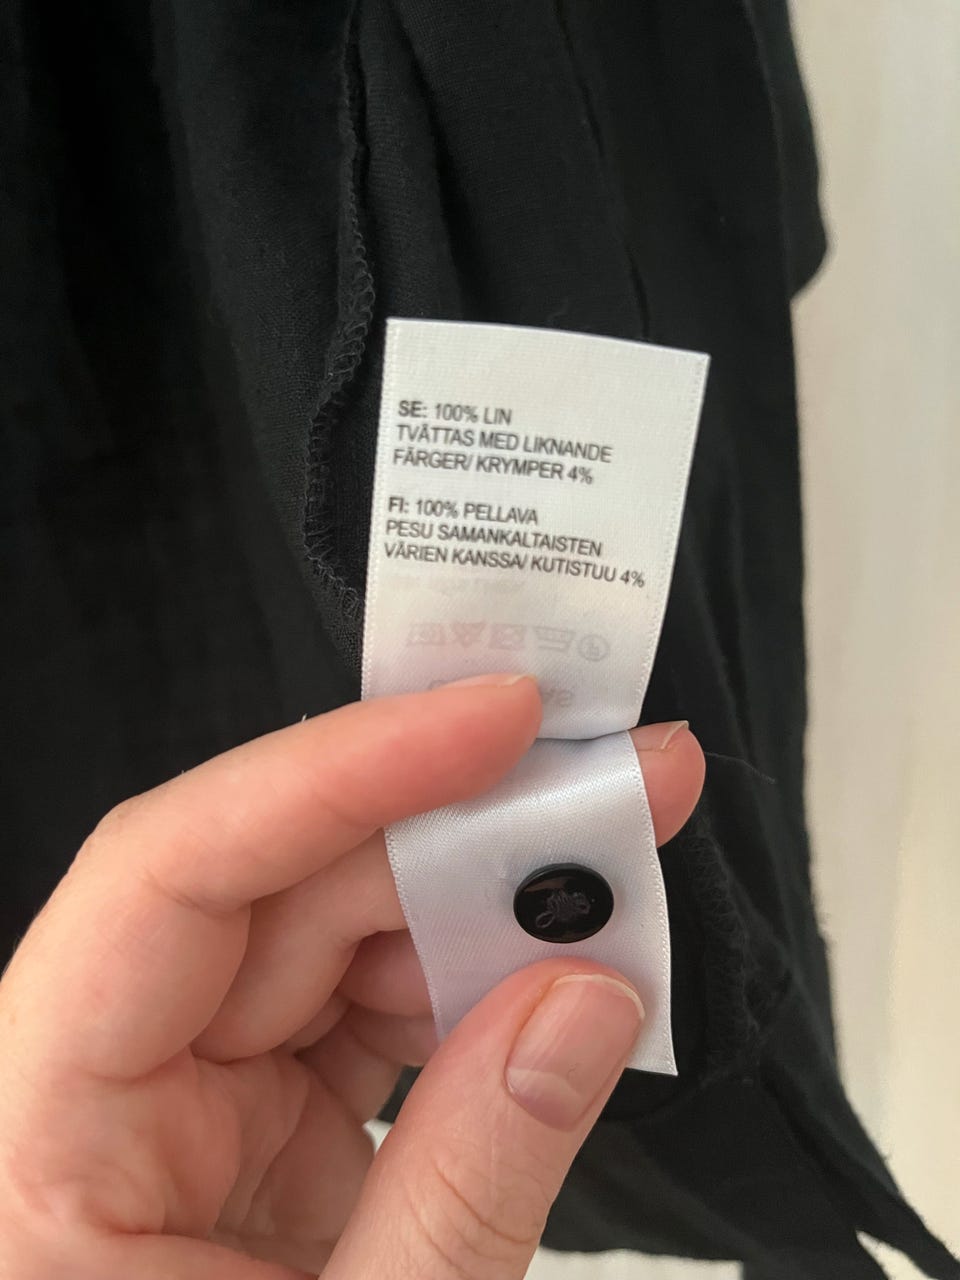 SE: 100% LIN
TVÄTTAS MED LIKNANDE
FÄRGER/ KRYMPER 4%
FI: 100% PELLAVA
PESU SAMANKALTAISTEN
VÄRIEN KANSSA/ KUTISTUU 4%